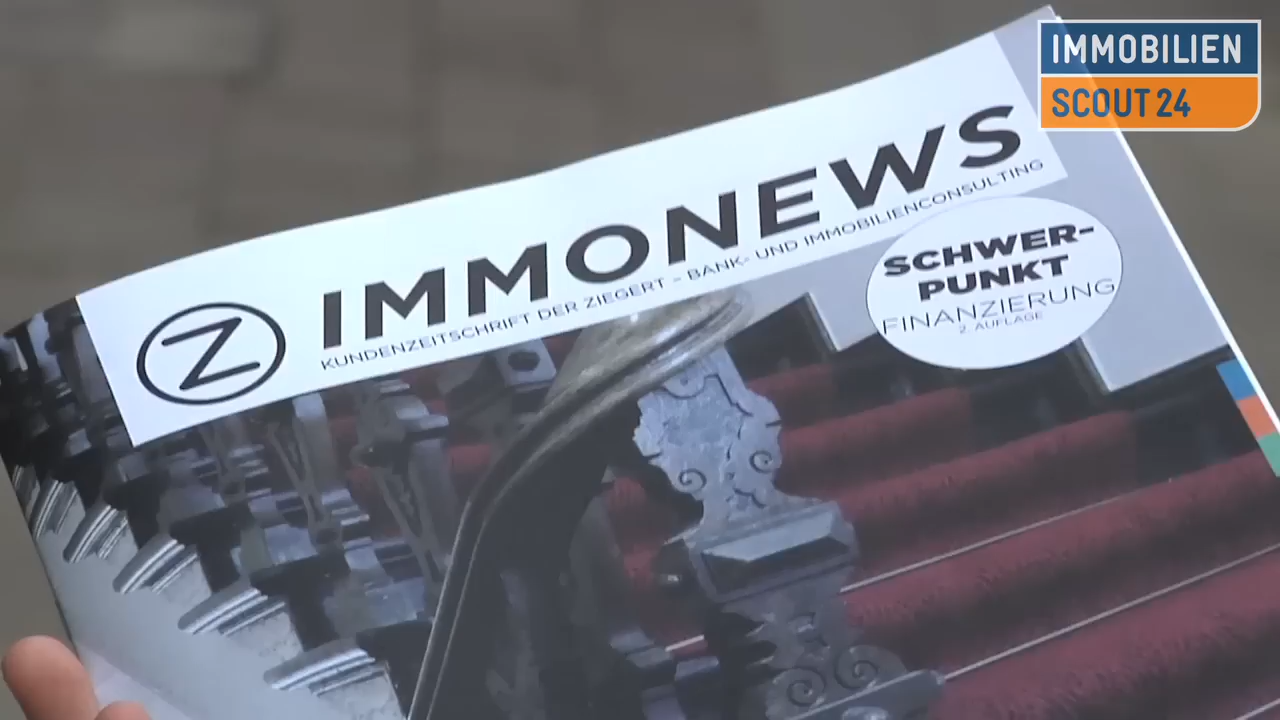 IMMOBILIEN
SCOUT 24
Z IMMONEWS
KUNDENZEITSCHRIFT DER ZIEGERT – BANK- UND IMMOBILIENCONSULTING
SCHWER-
PUNKT
FINANZIERUNG
2. AUFLAGE